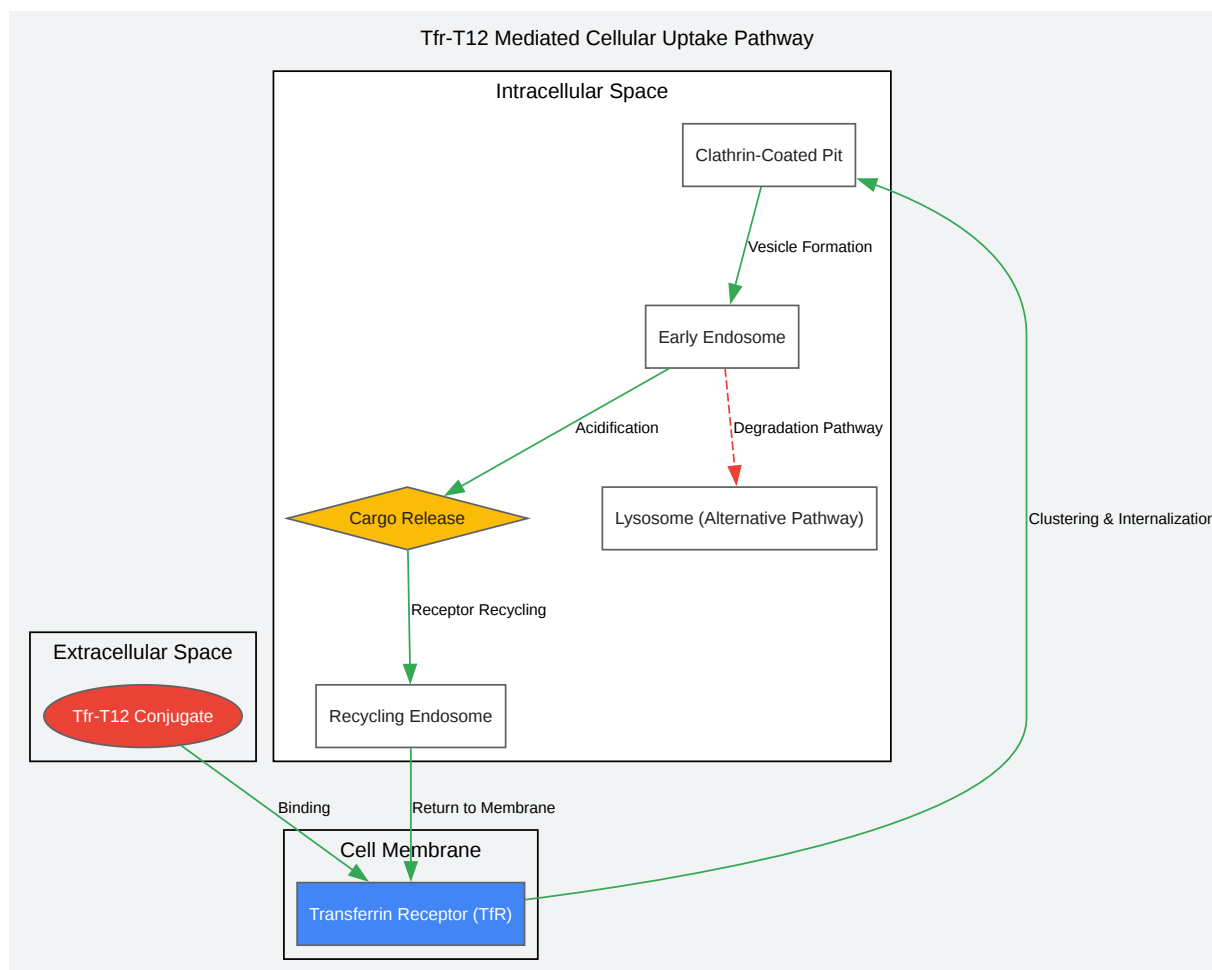 Tfr-T12 Mediated Cellular Uptake Pathway
Intracellular Space
Clathrin-Coated Pit
Vesicle Formation
Early Endosome
Acidification
Degradation Pathway
Cargo Release
Lysosome (Alternative Pathway)
Clustering & Internalization
Receptor Recycling
Extracellular Space
Tfr-T12 Conjugate
Recycling Endosome
Binding
Return to Membrane
Cell Membrane
Transferrin Receptor (TfR)